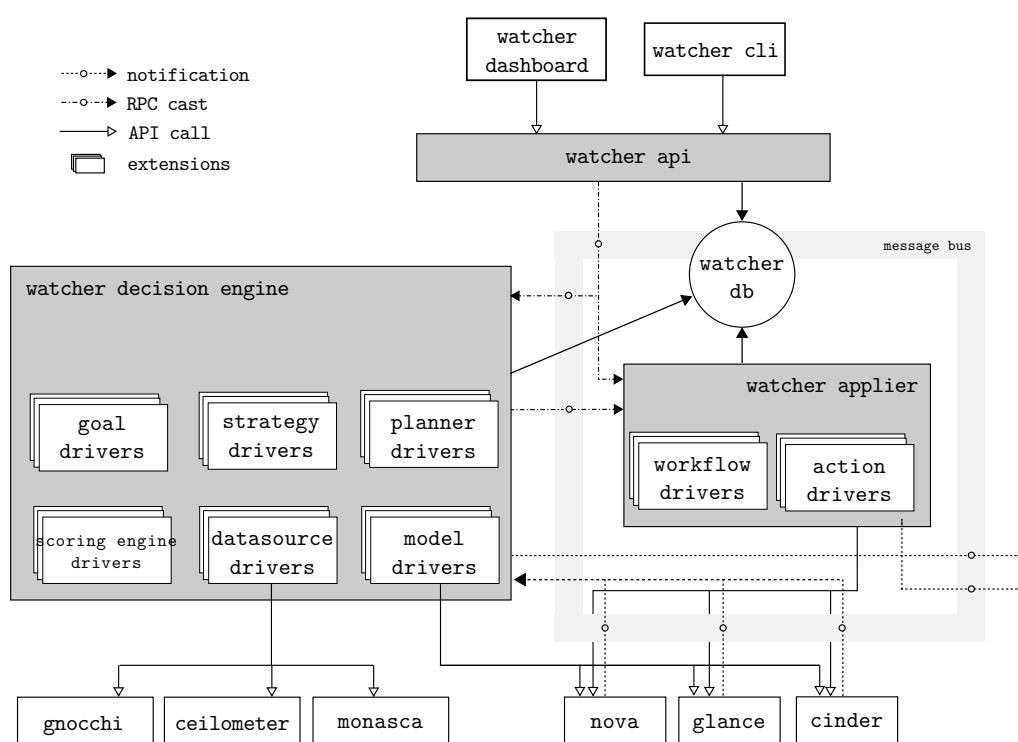 watcher
dashboard
watcher cli
notification
RPC cast
API call
extensions
watcher api
message bus
watcher
db
watcher decision engine
watcher applier
goal
drivers
strategy
drivers
planner
drivers
workflow
drivers
action
drivers
scoring engine
drivers
datasource
drivers
model
drivers
gnocchi
ceilometer
monasca
nova
glance
cinder